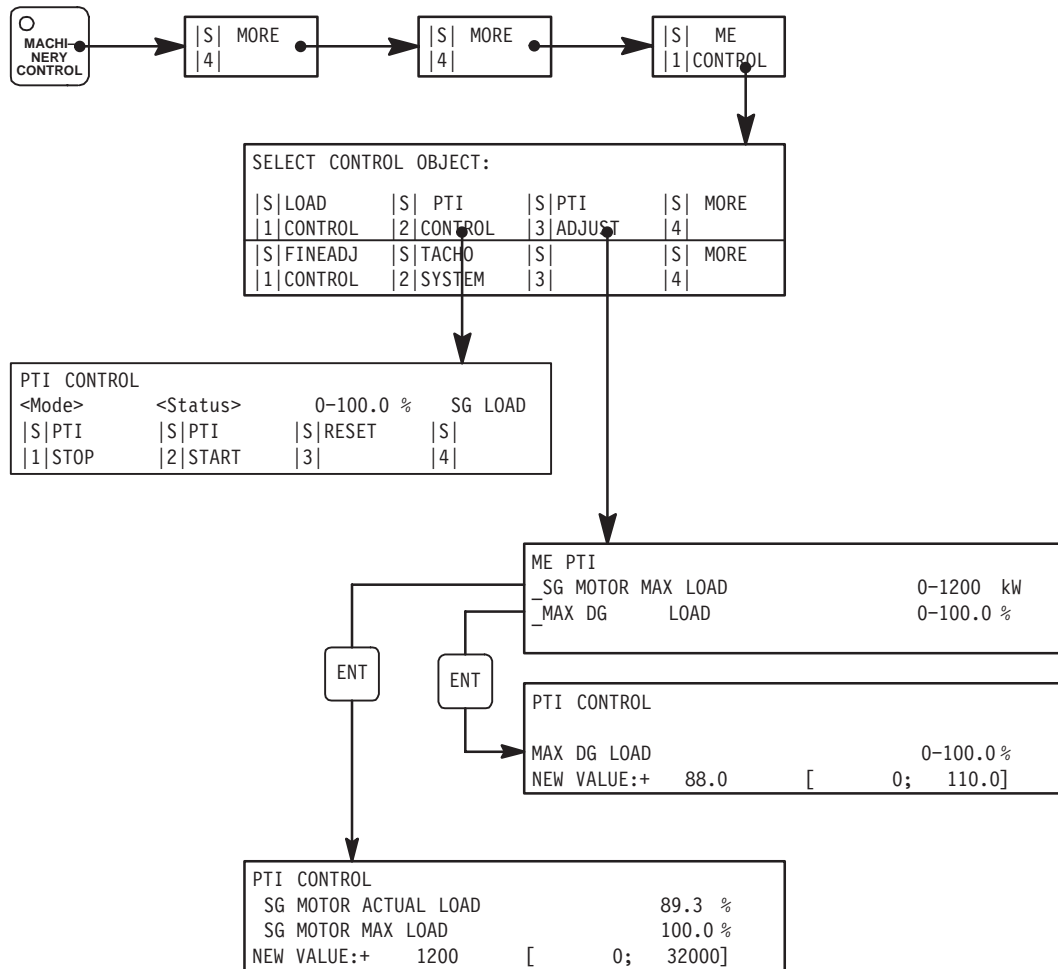 MACHI-
NERY
CONTROL
|S| MORE
|4|
|S| MORE
|4|
|S| ME
|1|CONTROL
SELECT CONTROL OBJECT:
|S|LOAD |S| PTI |S|PTI |S| MORE
|1|CONTROL |2|CONTROL |3|ADJUST |4|
|S|FINEADJ |S|TACHO |S| |S| MORE
|1|CONTROL |2|SYSTEM |3| |4|
PTI CONTROL
<Mode> <Status> 0-100.0 % SG LOAD
|S|PTI |S|PTI |S|RESET |S|
|1|STOP |2|START |3| |4|
ME PTI
_SG MOTOR MAX LOAD 0-1200 kW
_MAX DG LOAD 0-100.0 %
ENT
ENT
PTI CONTROL
MAX DG LOAD 0-100.0 %
NEW VALUE:+ 88.0 [ 0; 110.0]
PTI CONTROL
SG MOTOR ACTUAL LOAD 89.3 %
SG MOTOR MAX LOAD 100.0 %
NEW VALUE:+ 1200 [ 0; 32000]